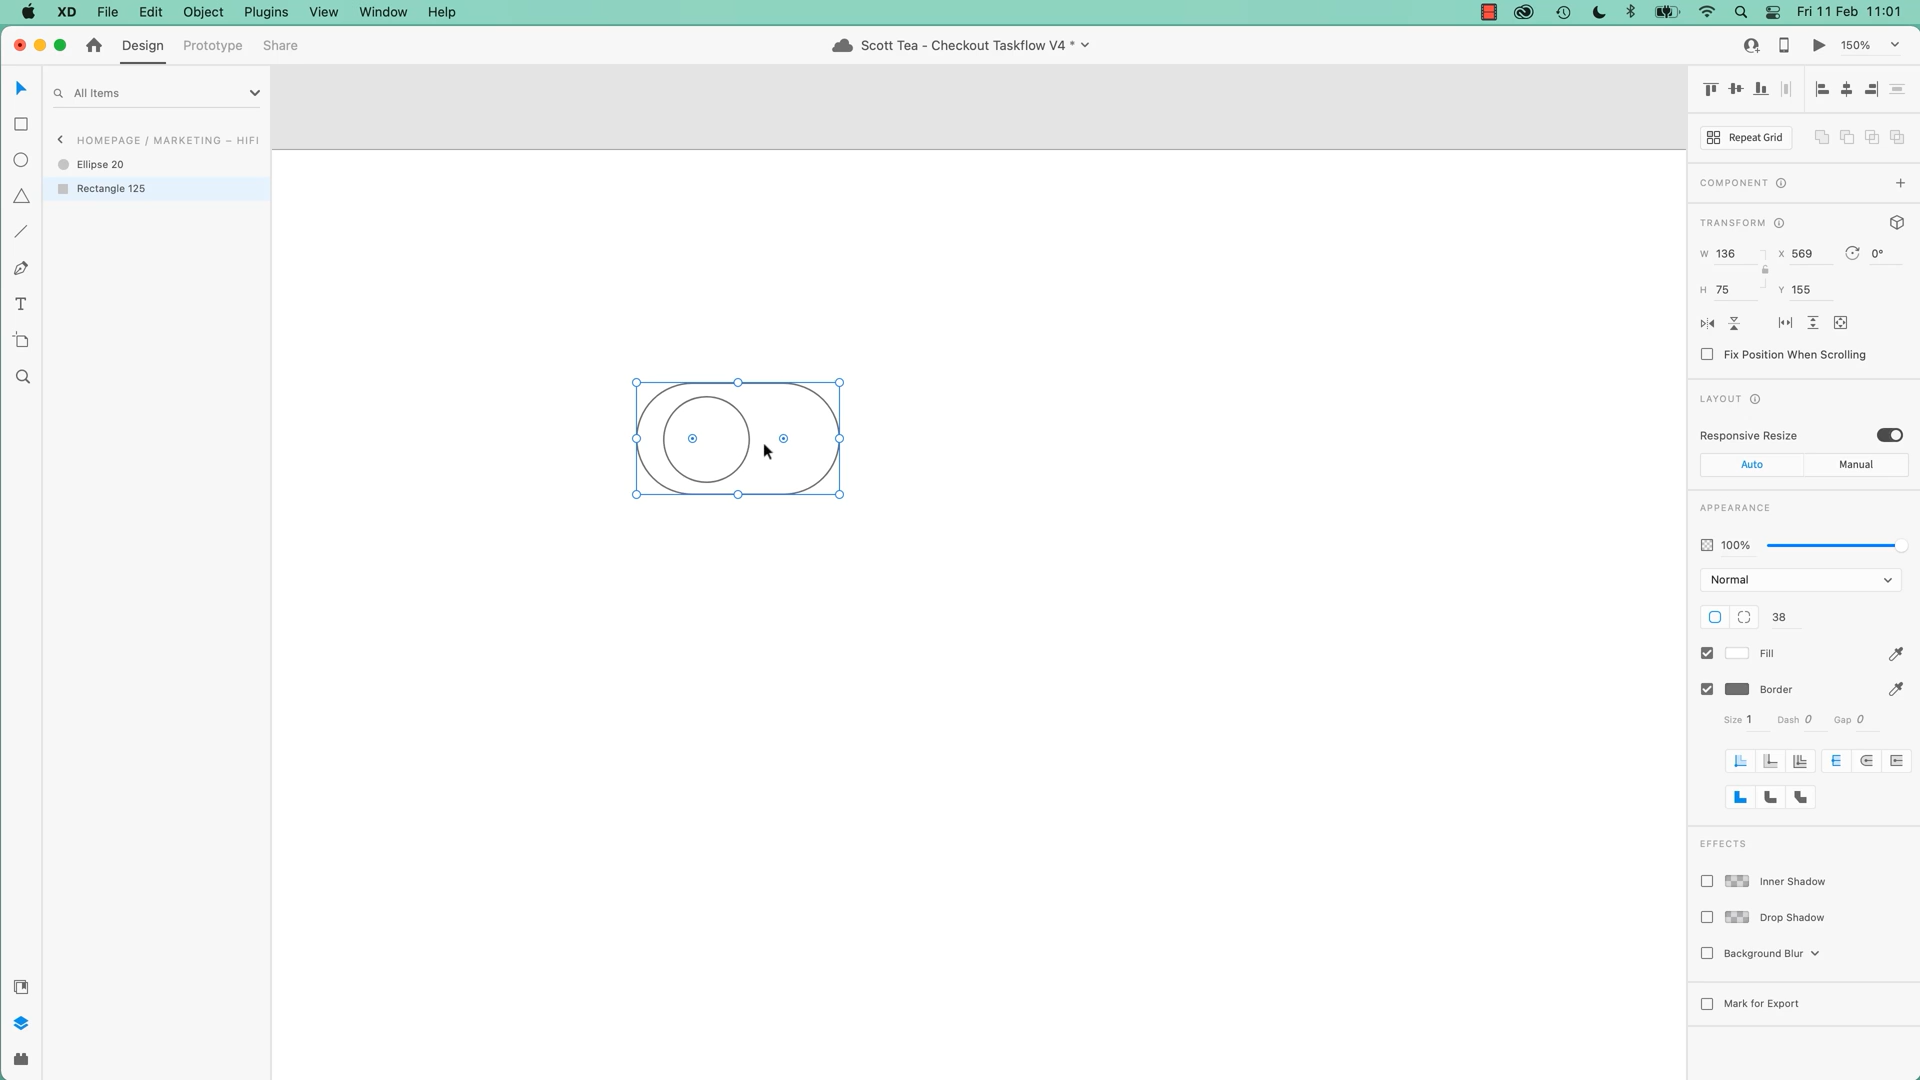 XD File Edit Object Plugins View Window Help Fri 11 Feb 11:01
Design Prototype Share Scott Tea - Checkout Taskflow V4 * 150%
All Items
HOMEPAGE / MARKETING – HIFI
Ellipse 20
Rectangle 125
Repeat Grid
COMPONENT
TRANSFORM
W 136 X 569 0°
H 75 Y 155
Fix Position When Scrolling
LAYOUT
Responsive Resize
Auto Manual
APPEARANCE
100%
Normal
38
Fill
Border
Size 1 Dash 0 Gap 0
EFFECTS
Inner Shadow
Drop Shadow
Background Blur
Mark for Export